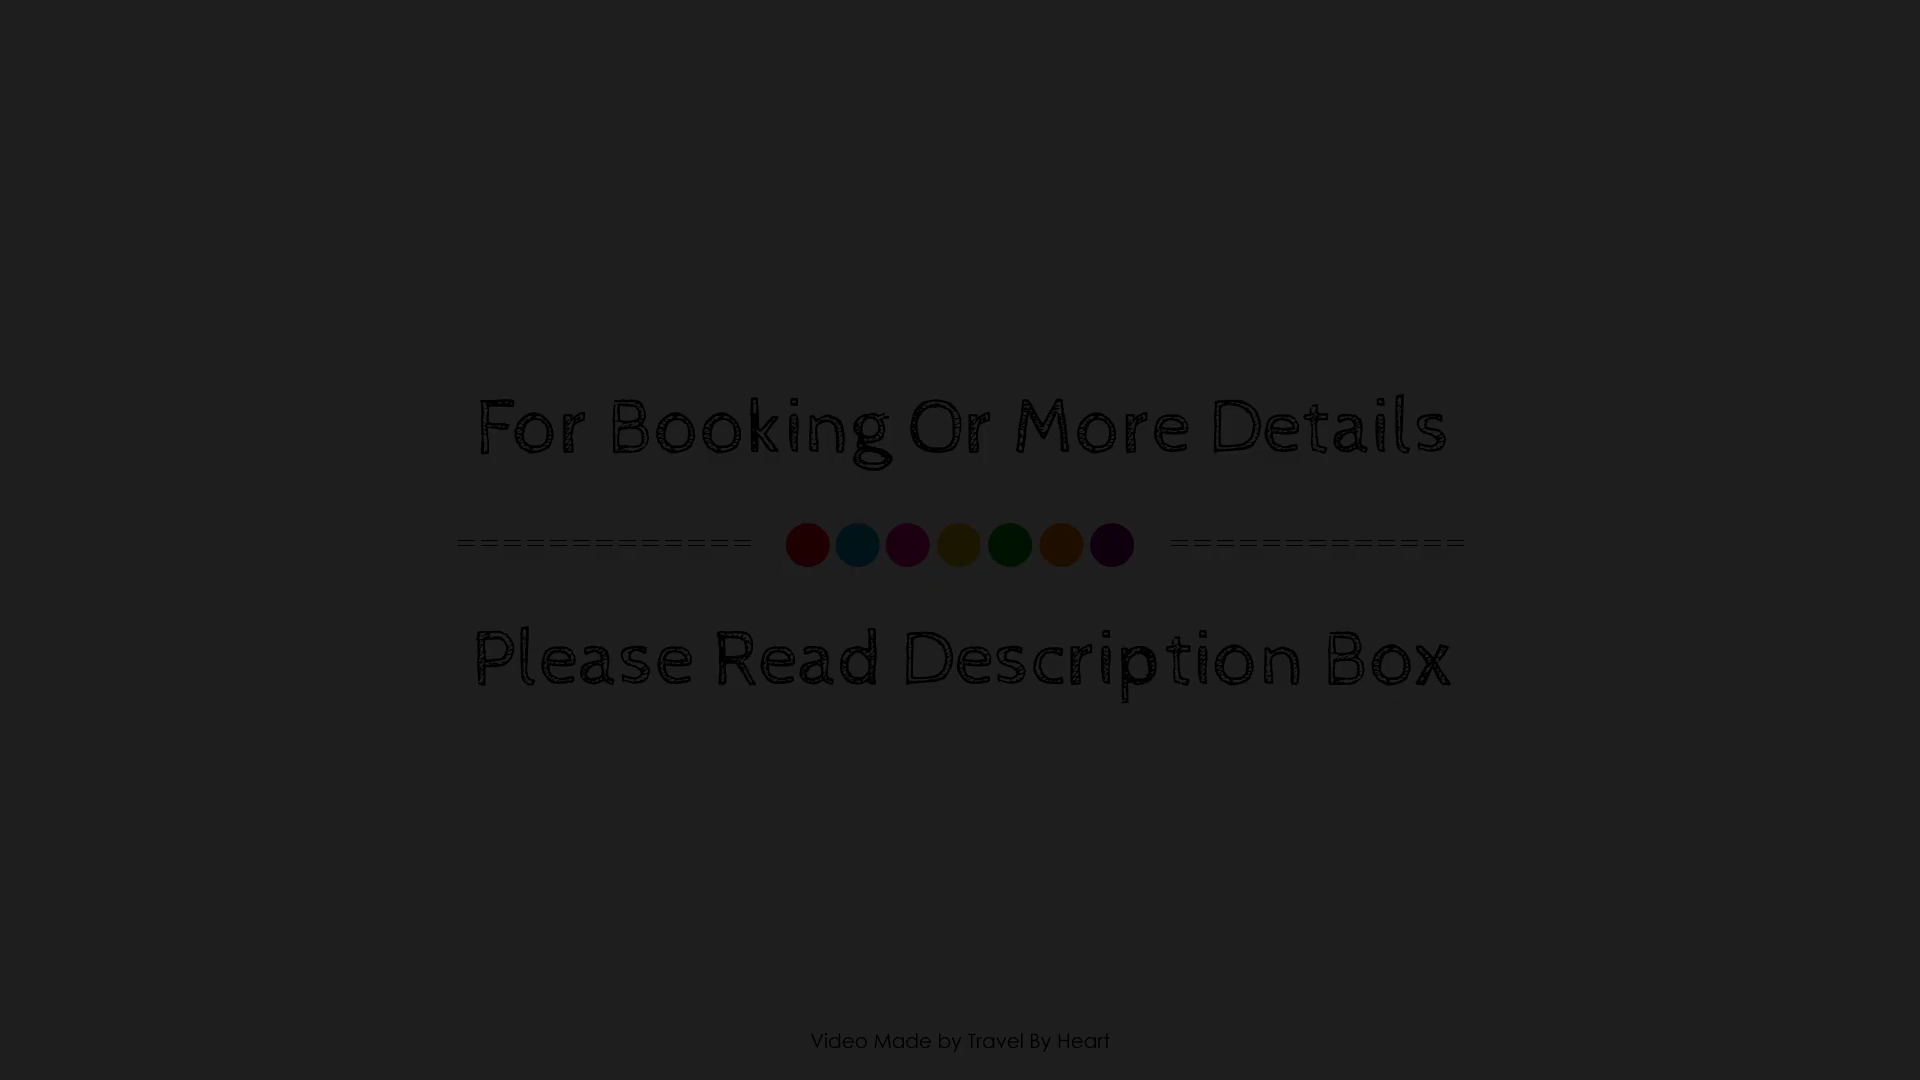 For Booking Or More Details
============= =============
Please Read Description Box
Video Made by Travel By Heart